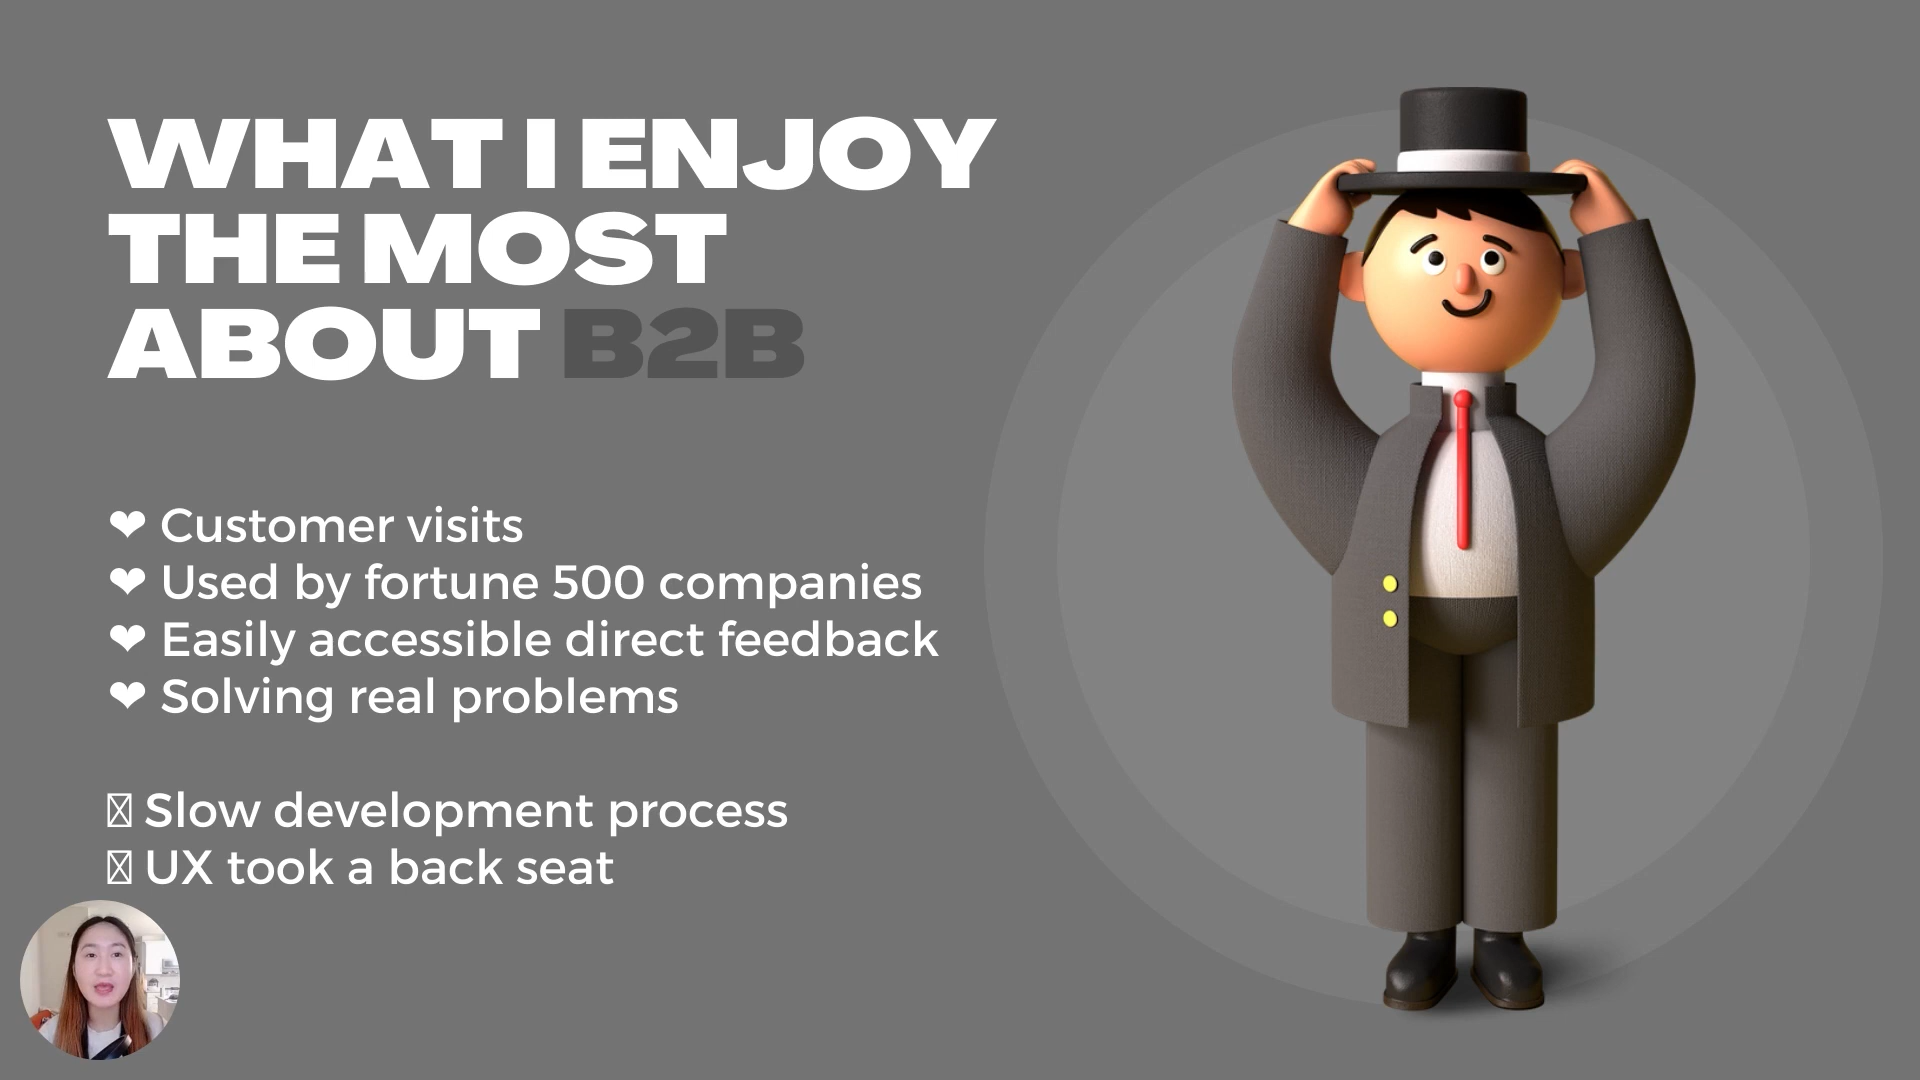 WHAT I ENJOY
THE MOST
ABOUT B2B
❤ Customer visits
❤ Used by fortune 500 companies
❤ Easily accessible direct feedback
❤ Solving real problems
Slow development process
UX took a back seat